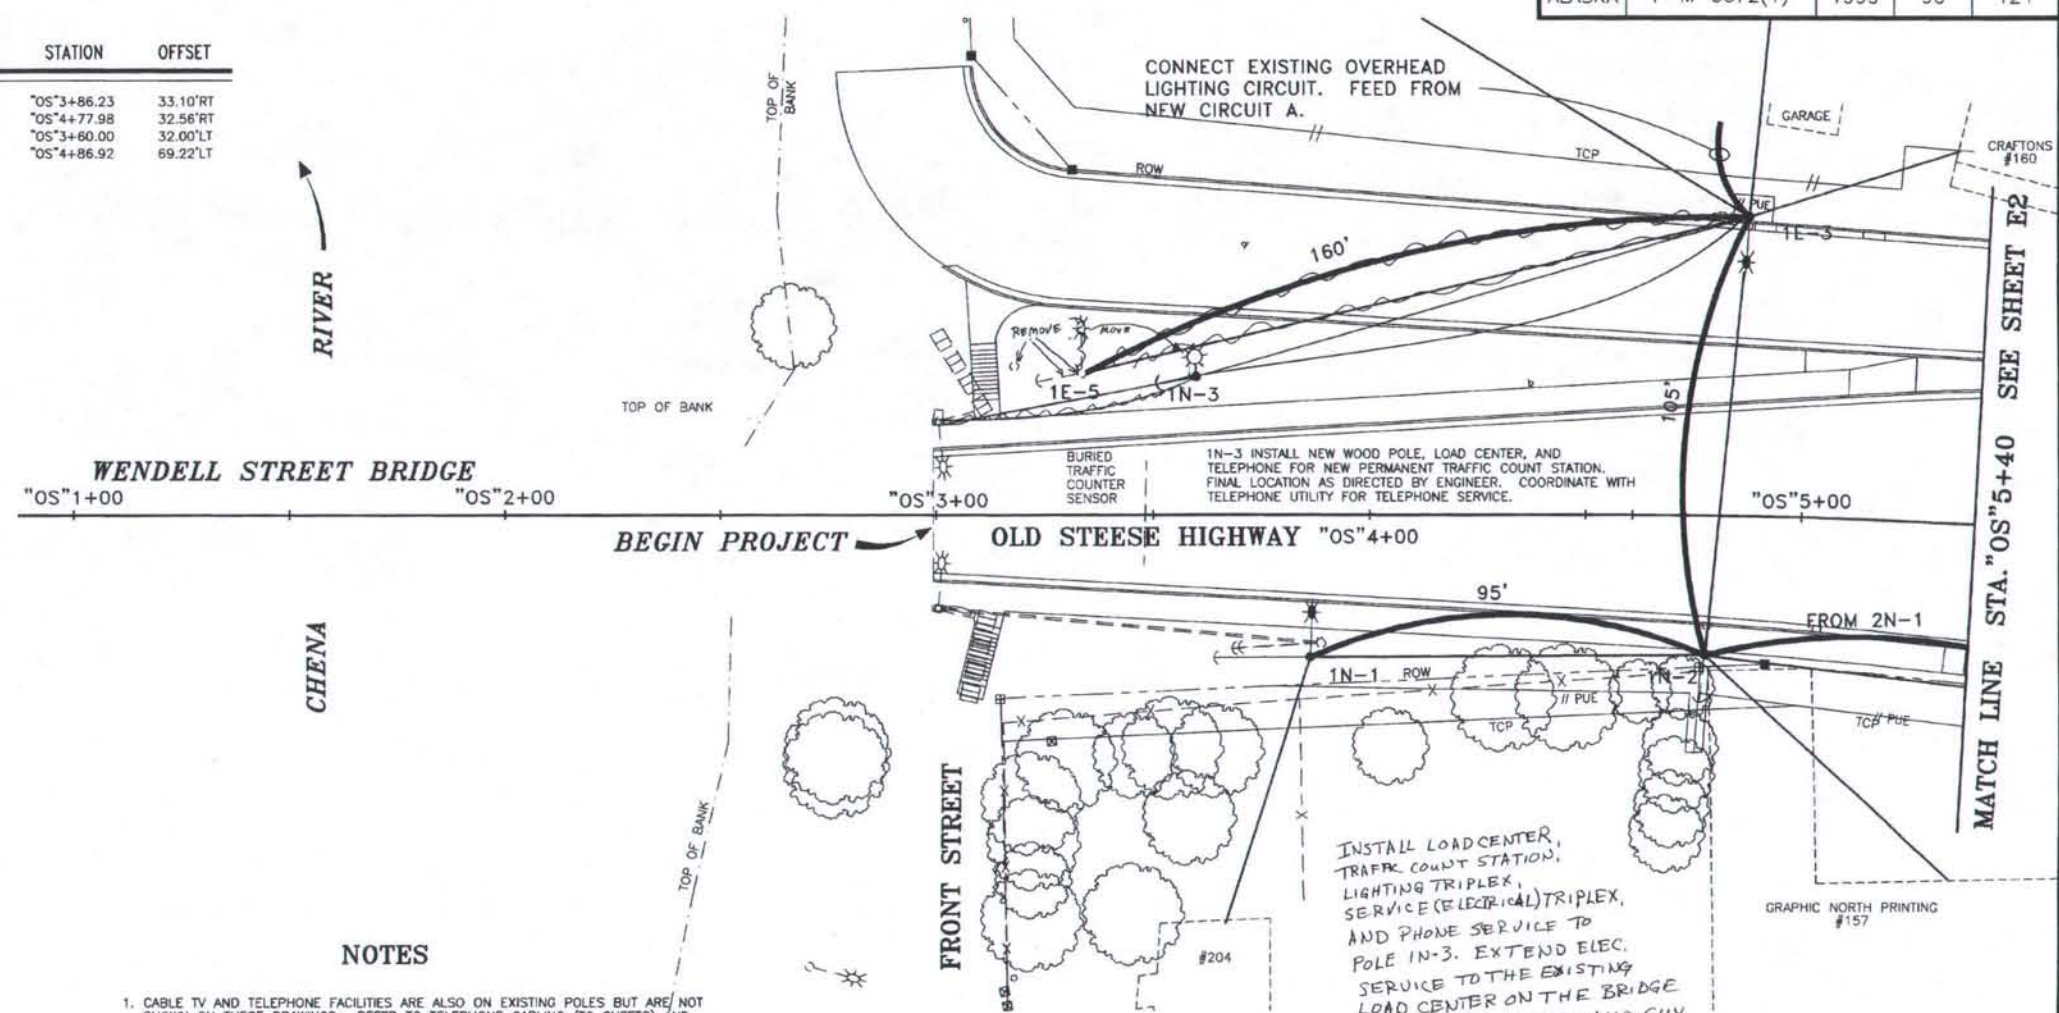 ALASKA
STATION OFFSET
"OS"3+86.23 33.10'RT
"OS"4+77.98 32.56'RT
"OS"3+60.00 32.00'LT
"OS"4+86.92 69.22'LT
RIVER
TOP OF
BANK
CONNECT EXISTING OVERHEAD
LIGHTING CIRCUIT. FEED FROM
NEW CIRCUIT A.
GARAGE
CRAFTONS
#160
TCP
ROW
// PUE
1E-3
160'
REMOVE
MOVE
1E-5
1N-3
TOP OF BANK
105'
MATCH LINE STA."OS"5+40 SEE SHEET E2
WENDELL STREET BRIDGE
BURIED
TRAFFIC
COUNTER
SENSOR
1N-3 INSTALL NEW WOOD POLE, LOAD CENTER, AND
TELEPHONE FOR NEW PERMANENT TRAFFIC COUNT STATION.
FINAL LOCATION AS DIRECTED BY ENGINEER. COORDINATE WITH
TELEPHONE UTILITY FOR TELEPHONE SERVICE.
"OS"1+00 "OS"2+00 "OS"3+00 "OS"5+00
BEGIN PROJECT
OLD STEESE HIGHWAY "OS"4+00
95'
FROM 2N-1
CHENA
1N-1 ROW
1N-2
// PUE
TCP
TCP // PUE
TOP OF BANK
FRONT STREET
INSTALL LOAD CENTER,
TRAFFIC COUNT STATION,
LIGHTING TRIPLEX,
SERVICE (ELECTRICAL) TRIPLEX,
AND PHONE SERVICE TO
POLE 1N-3. EXTEND ELEC.
SERVICE TO THE EXISTING
LOAD CENTER ON THE BRIDGE
GRAPHIC NORTH PRINTING
#157
#204
NOTES
1. CABLE TV AND TELEPHONE FACILITIES ARE ALSO ON EXISTING POLES BUT ARE NOT